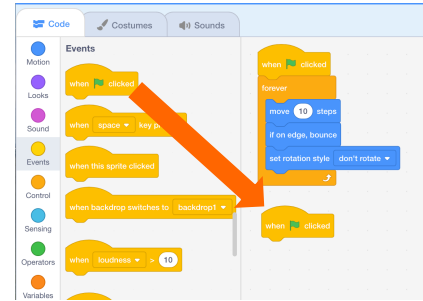 Code
Costumes
Sounds
Motion
Looks
Sound
Events
Control
Sensing
Operators
Variables
Events
when clicked
when space key
when this sprite clicked
when backdrop switches to backdrop1
when loudness > 10
when clicked
forever
move 10 steps
if on edge, bounce
set rotation style don't rotate
when clicked